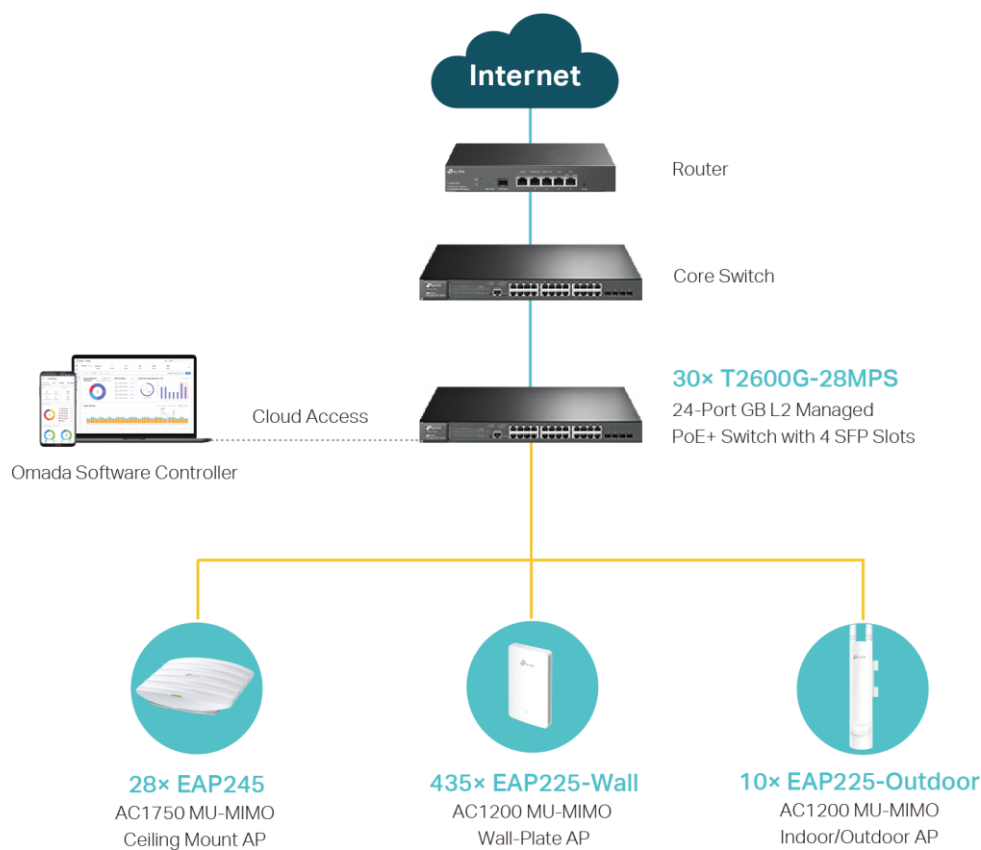 Internet
Router
Core Switch
30× T2600G-28MPS
24-Port GB L2 Managed
PoE+ Switch with 4 SFP Slots
Cloud Access
Omada Software Controller
28× EAP245
AC1750 MU-MIMO
Ceiling Mount AP
435× EAP225-Wall
AC1200 MU-MIMO
Wall-Plate AP
10× EAP225-Outdoor
AC1200 MU-MIMO
Indoor/Outdoor AP